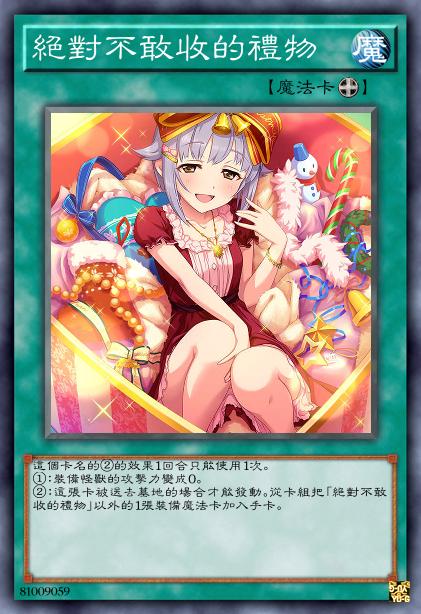 絕對不敢收的禮物
魔
【魔法卡】
這個卡名的②的效果1回合只能使用1次。
①:裝備怪獸的攻擊力變成0。
②:這張卡被送去墓地的場合才能發動。從卡組把「絕對不敢
收的禮物」以外的1張裝備魔法卡加入手卡。
81009059